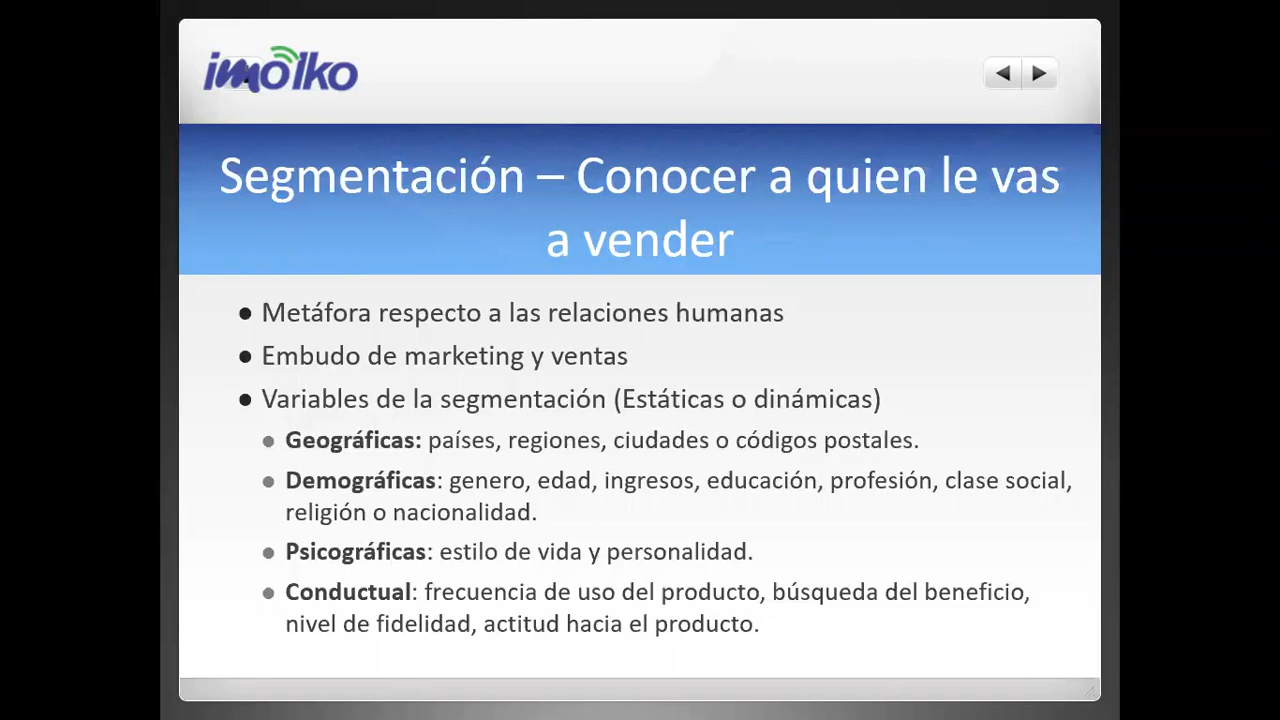 imolko
Segmentación – Conocer a quien le vas
a vender
● Metáfora respecto a las relaciones humanas
● Embudo de marketing y ventas
● Variables de la segmentación (Estáticas o dinámicas)
● Geográficas: países, regiones, ciudades o códigos postales.
● Demográficas: genero, edad, ingresos, educación, profesión, clase social,
religión o nacionalidad.
● Psicográficas: estilo de vida y personalidad.
● Conductual: frecuencia de uso del producto, búsqueda del beneficio,
nivel de fidelidad, actitud hacia el producto.